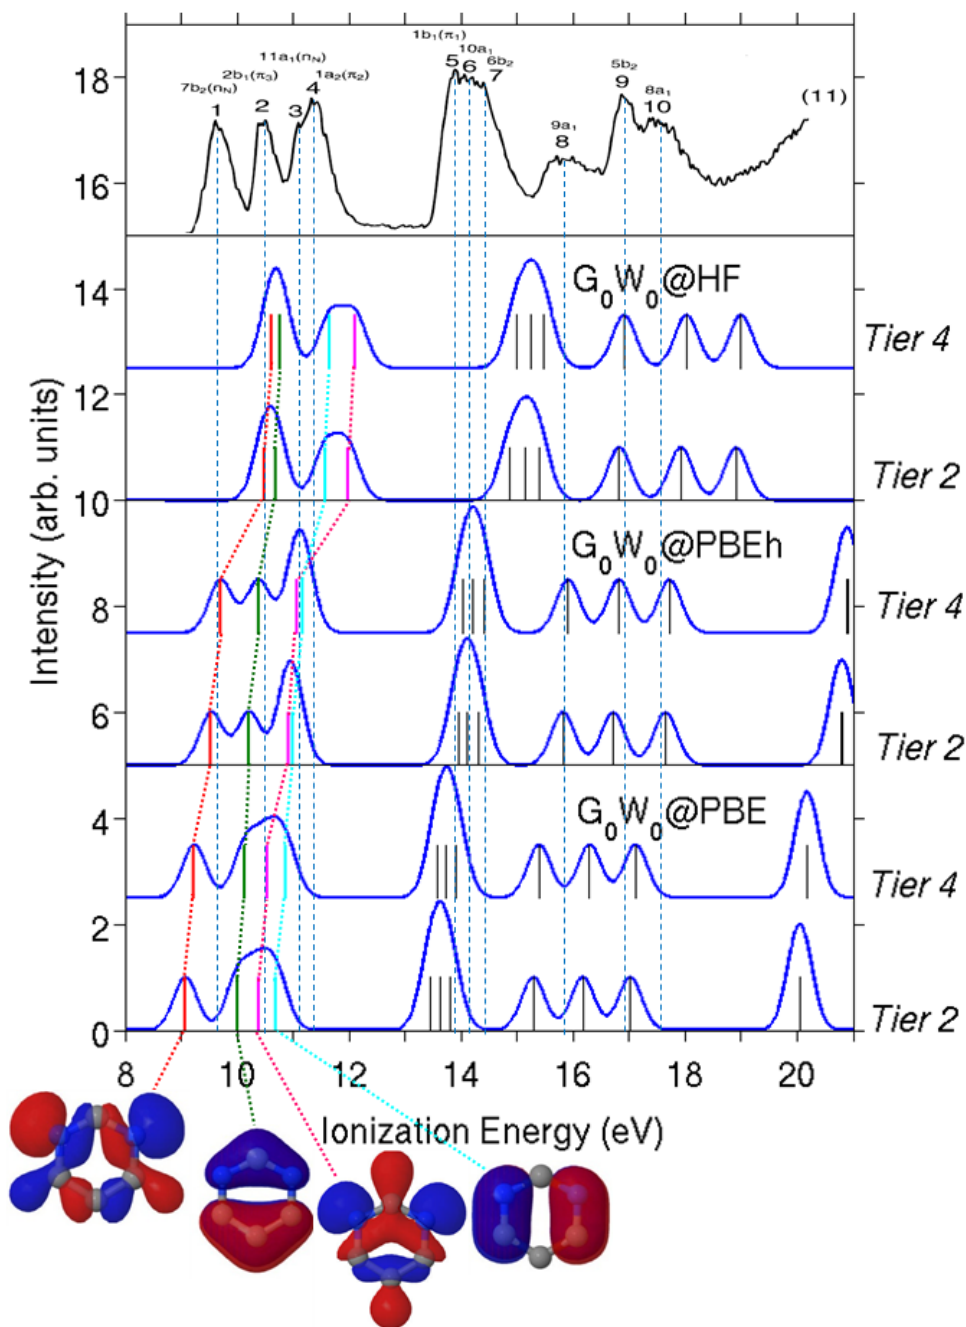 1b₁(π₁)
11a₁(n_N) 10a₁
7b₂(n_N) 2b₁(π₃) 1a₂(π₂) 6b₂ 5b₂ 8a₁ 9a₁
1 2 3 4 5 6 7 8 9 10 (11)
18
16
G₀W₀@HF
14
Tier 4
12
Tier 2
10
G₀W₀@PBEh
8
Tier 4
6
Tier 2
G₀W₀@PBE
4
Tier 4
2
Tier 2
0
Intensity (arb. units)
8 10 12 14 16 18 20
Ionization Energy (eV)